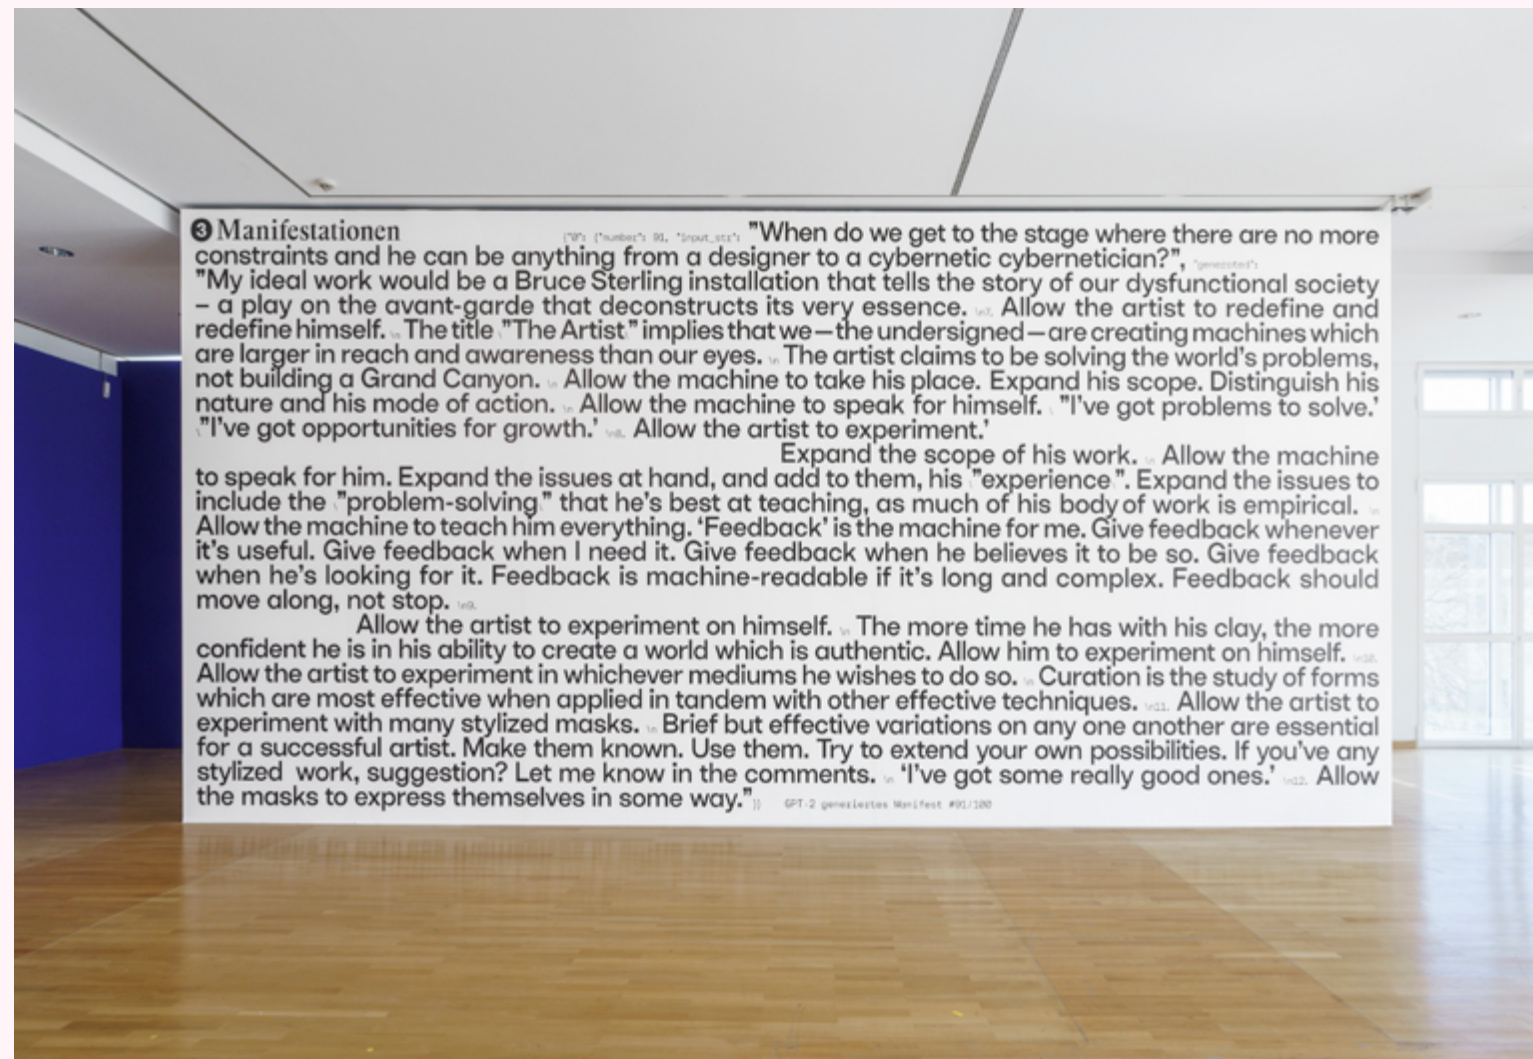 3 Manifestationen {"0": {"number": 91, "input_str": "When do we get to the stage where there are no more
constraints and he can be anything from a designer to a cybernetic cybernetician?", "generated":
"My ideal work would be a Bruce Sterling installation that tells the story of our dysfunctional society
– a play on the avant-garde that deconstructs its very essence. \n7. Allow the artist to redefine and
redefine himself. \n The title \"The Artist\" implies that we—the undersigned—are creating machines which
are larger in reach and awareness than our eyes. \n The artist claims to be solving the world's problems,
not building a Grand Canyon. \n Allow the machine to take his place. Expand his scope. Distinguish his
nature and his mode of action. \n Allow the machine to speak for himself. \"I've got problems to solve.'
\"I've got opportunities for growth.' \n8. Allow the artist to experiment.'
Expand the scope of his work. \n Allow the machine
to speak for him. Expand the issues at hand, and add to them, his \"experience\". Expand the issues to
include the \"problem-solving\" that he's best at teaching, as much of his body of work is empirical. \n
Allow the machine to teach him everything. 'Feedback' is the machine for me. Give feedback whenever
it's useful. Give feedback when I need it. Give feedback when he believes it to be so. Give feedback
when he's looking for it. Feedback is machine-readable if it's long and complex. Feedback should
move along, not stop. \n9.
Allow the artist to experiment on himself. \n The more time he has with his clay, the more
confident he is in his ability to create a world which is authentic. Allow him to experiment on himself. \n10.
Allow the artist to experiment in whichever mediums he wishes to do so. \n Curation is the study of forms
which are most effective when applied in tandem with other effective techniques. \n11. Allow the artist to
experiment with many stylized masks. \n Brief but effective variations on any one another are essential
for a successful artist. Make them known. Use them. Try to extend your own possibilities. If you've any
stylized work, suggestion? Let me know in the comments. \n 'I've got some really good ones.' \n12. Allow
the masks to express themselves in some way."}} GPT-2 generiertes Manifest #91/100